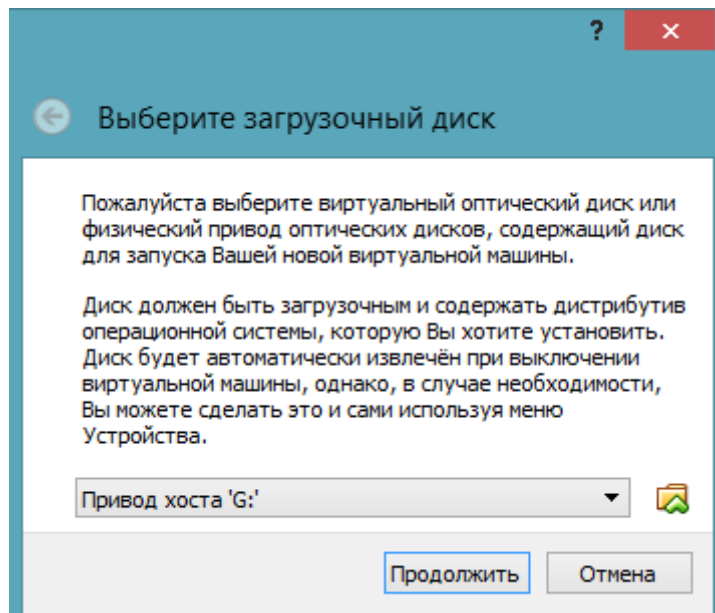 ?
Выберите загрузочный диск
Пожалуйста выберите виртуальный оптический диск или
физический привод оптических дисков, содержащий диск
для запуска Вашей новой виртуальной машины.
Диск должен быть загрузочным и содержать дистрибутив
операционной системы, которую Вы хотите установить.
Диск будет автоматически извлечён при выключении
виртуальной машины, однако, в случае необходимости,
Вы можете сделать это и сами используя меню
Устройства.
Привод хоста 'G:'
Продолжить Отмена